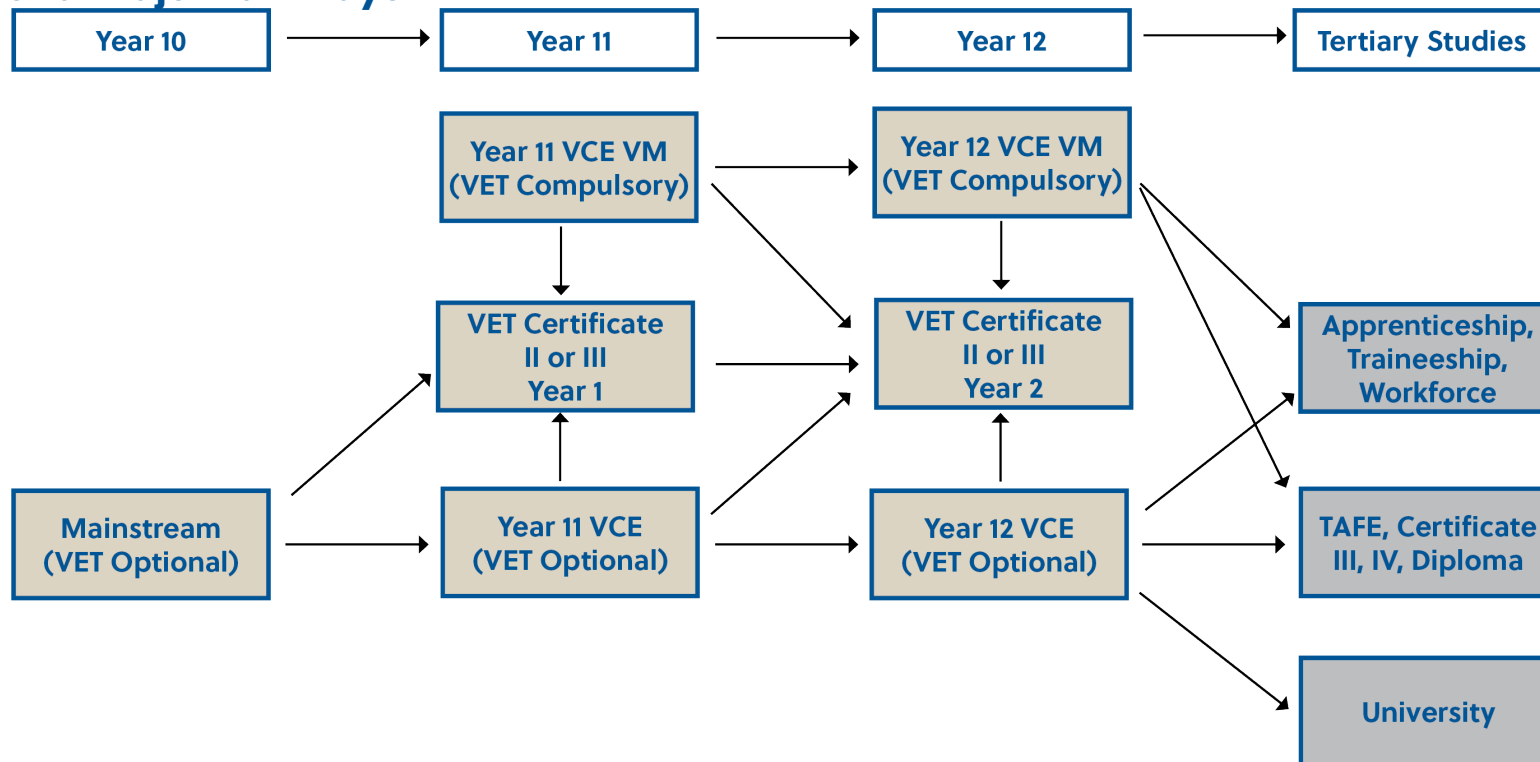 Year 10
Year 11
Year 12
Tertiary Studies
Year 11 VCE VM
(VET Compulsory)
Year 12 VCE VM
(VET Compulsory)
VET Certificate
II or III
Year 1
VET Certificate
II or III
Year 2
Apprenticeship,
Traineeship,
Workforce
Mainstream
(VET Optional)
Year 11 VCE
(VET Optional)
Year 12 VCE
(VET Optional)
TAFE, Certificate
III, IV, Diploma
University